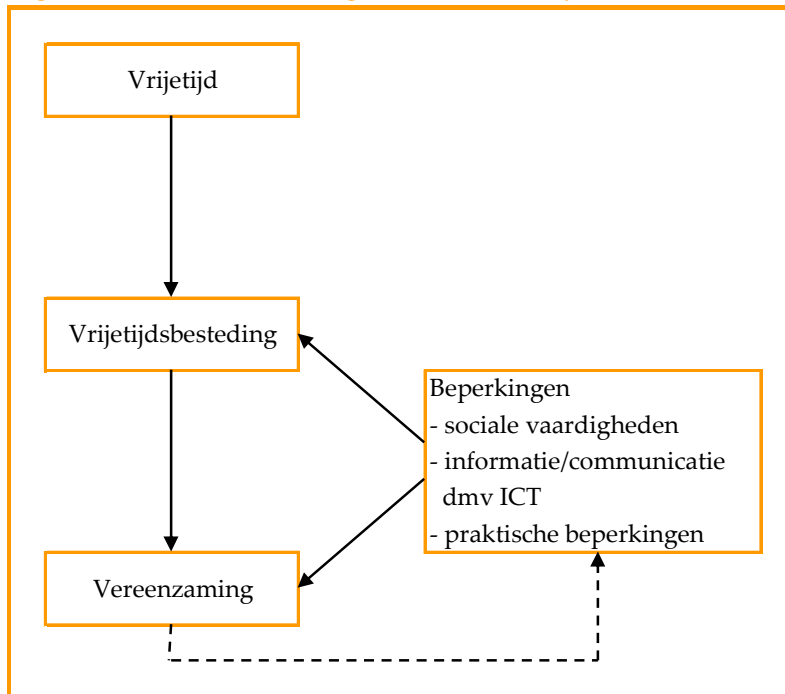 Vrijetijd
Vrijetijdsbesteding
Beperkingen
- sociale vaardigheden
- informatie/communicatie
dmv ICT
- praktische beperkingen
Vereenzaming